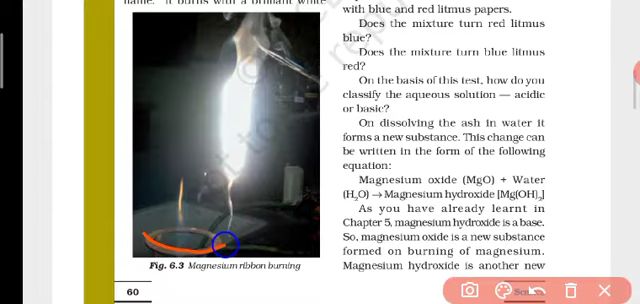 name. It burns with a brilliant white
Fig. 6.3 Magnesium ribbon burning
60
with blue and red litmus papers.
Does the mixture turn red litmus
blue?
Does the mixture turn blue litmus
red?
On the basis of this test, how do you
classify the aqueous solution — acidic
or basic?
On dissolving the ash in water it
forms a new substance. This change can
be written in the form of the following
equation:
Magnesium oxide (MgO) + Water
(H₂O) → Magnesium hydroxide [Mg(OH)₂]
As you have already learnt in
Chapter 5, magnesium hydroxide is a base.
So, magnesium oxide is a new substance
formed on burning of magnesium.
Magnesium hydroxide is another new